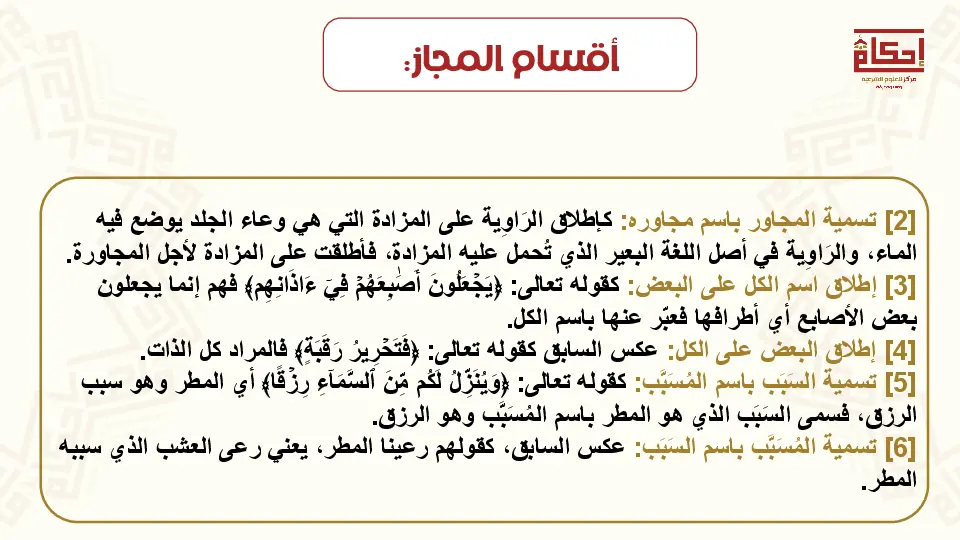 أقسام المجاز:
إحكام
مركز للعلوم الشرعية
[2] تسمية المجاور باسم مجاوره: كإطلاق الرَاوِية على المزادة التي هي وعاء الجلد يوضع فيه
الماء، والرَاوِية في أصل اللغة البعير الذي تُحمل عليه المزادة، فأطلقت على المزادة لأجل المجاورة.
[3] إطلاق اسم الكل على البعض: كقوله تعالى: ﴿يَجْعَلُونَ أَصَٰبِعَهُمْ فِيٓ ءَاذَانِهِم﴾ فهم إنما يجعلون
بعض الأصابع أي أطرافها فعبّر عنها باسم الكل.
[4] إطلاق البعض على الكل: عكس السابق كقوله تعالى: ﴿فَتَحْرِيرُ رَقَبَةٍ﴾ فالمراد كل الذات.
[5] تسمية السَبَب باسم المُسَبَّب: كقوله تعالى: ﴿وَيُنَزِّلُ لَكُم مِّنَ ٱلسَّمَآءِ رِزْقًا﴾ أي المطر وهو سبب
الرزق، فسمى السَبَب الذي هو المطر باسم المُسَبَّب وهو الرزق.
[6] تسمية المُسَبَّب باسم السَبَب: عكس السابق، كقولهم رعينا المطر، يعني رعى العشب الذي سببه
المطر.